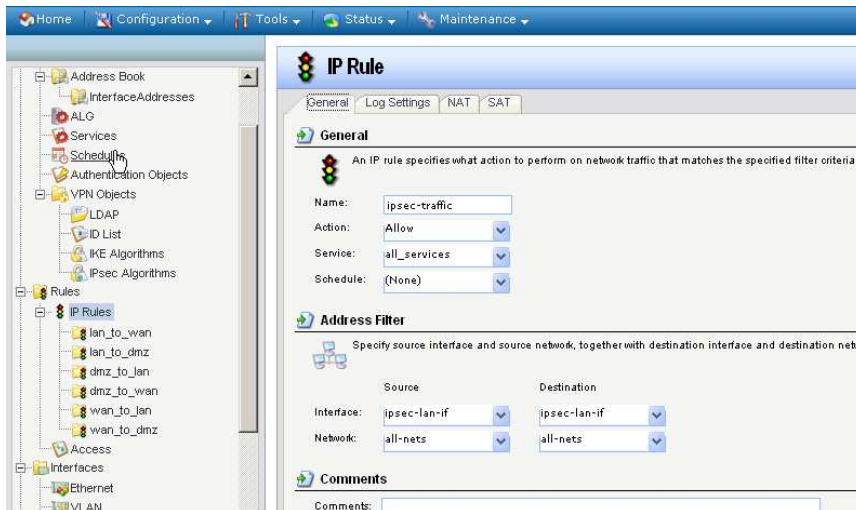 Home Configuration Tools Status Maintenance
Address Book
InterfaceAddresses
ALG
Services
Schedules
Authentication Objects
VPN Objects
LDAP
ID List
IKE Algorithms
IPsec Algorithms
Rules
IP Rules
lan_to_wan
lan_to_dmz
dmz_to_lan
dmz_to_wan
wan_to_lan
wan_to_dmz
Access
Interfaces
Ethernet
VLAN
IP Rule
General Log Settings NAT SAT
General
An IP rule specifies what action to perform on network traffic that matches the specified filter criteria
Name: ipsec-traffic
Action: Allow
Service: all_services
Schedule: (None)
Address Filter
Specify source interface and source network, together with destination interface and destination net
Source Destination
Interface: ipsec-lan-if ipsec-lan-if
Network: all-nets all-nets
Comments
Comments: